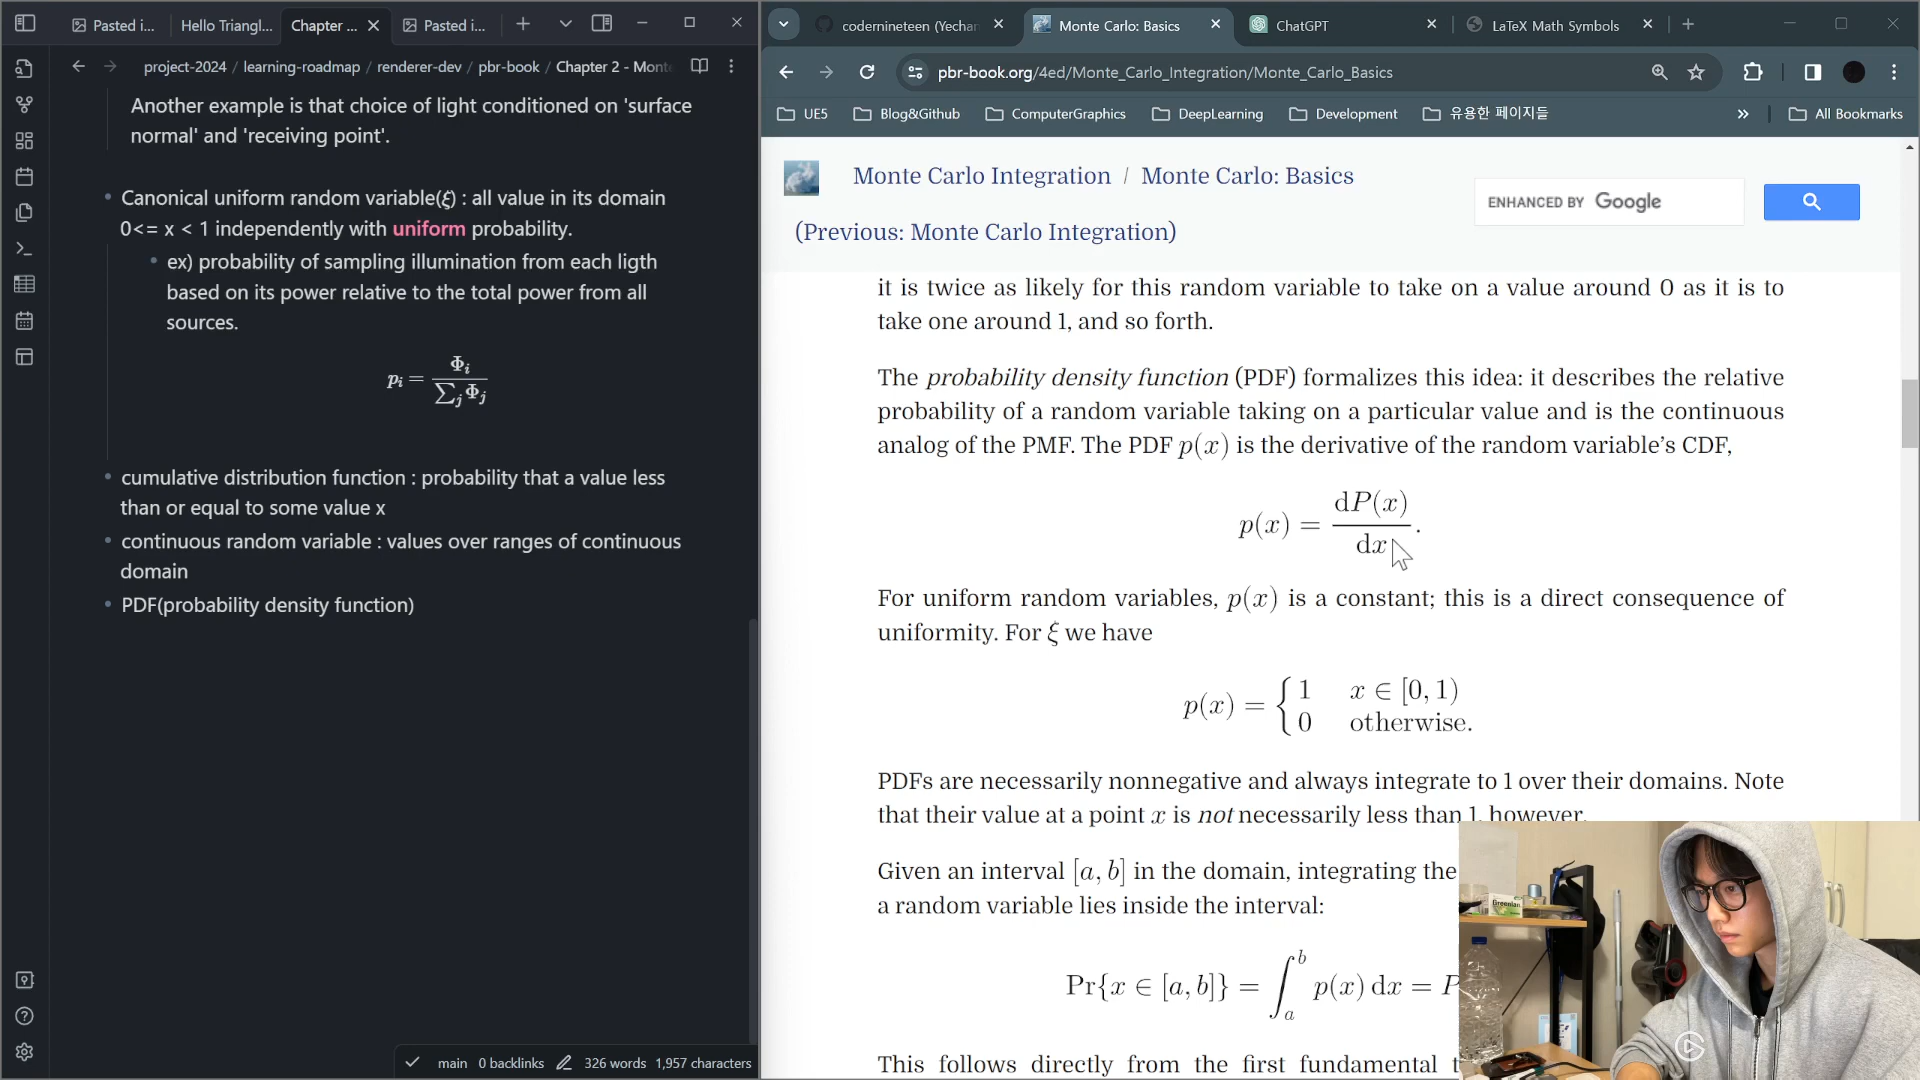 Pasted i...
Hello Triangl...
Chapter ...
Pasted i...
project-2024 / learning-roadmap / renderer-dev / pbr-book / Chapter 2 - Monte
Another example is that choice of light conditioned on 'surface
normal' and 'receiving point'.
Canonical uniform random variable(ξ) : all value in its domain
0<= x < 1 independently with uniform probability.
ex) probability of sampling illumination from each ligth
based on its power relative to the total power from all
sources.
pᵢ = Φᵢ / ∑ⱼ Φⱼ
cumulative distribution function : probability that a value less
than or equal to some value x
continuous random variable : values over ranges of continuous
domain
PDF(probability density function)
main 0 backlinks 326 words 1,957 characters
codernineteen (Yechar
Monte Carlo: Basics
ChatGPT
LaTeX Math Symbols
pbr-book.org/4ed/Monte_Carlo_Integration/Monte_Carlo_Basics
UE5
Blog&Github
ComputerGraphics
DeepLearning
Development
유용한 페이지들
All Bookmarks
Monte Carlo Integration / Monte Carlo: Basics
ENHANCED BY Google
(Previous: Monte Carlo Integration)
it is twice as likely for this random variable to take on a value around 0 as it is to
take one around 1, and so forth.
The probability density function (PDF) formalizes this idea: it describes the relative
probability of a random variable taking on a particular value and is the continuous
analog of the PMF. The PDF p(x) is the derivative of the random variable's CDF,
p(x) = dP(x) / dx .
For uniform random variables, p(x) is a constant; this is a direct consequence of
uniformity. For ξ we have
p(x) = { 1 x ∈ [0, 1)
0 otherwise.
PDFs are necessarily nonnegative and always integrate to 1 over their domains. Note
that their value at a point x is not necessarily less than 1, however.
Given an interval [a, b] in the domain, integrating the
a random variable lies inside the interval:
Pr{x ∈ [a, b]} = ∫ₐᵇ p(x) dx = P
This follows directly from the first fundamental t